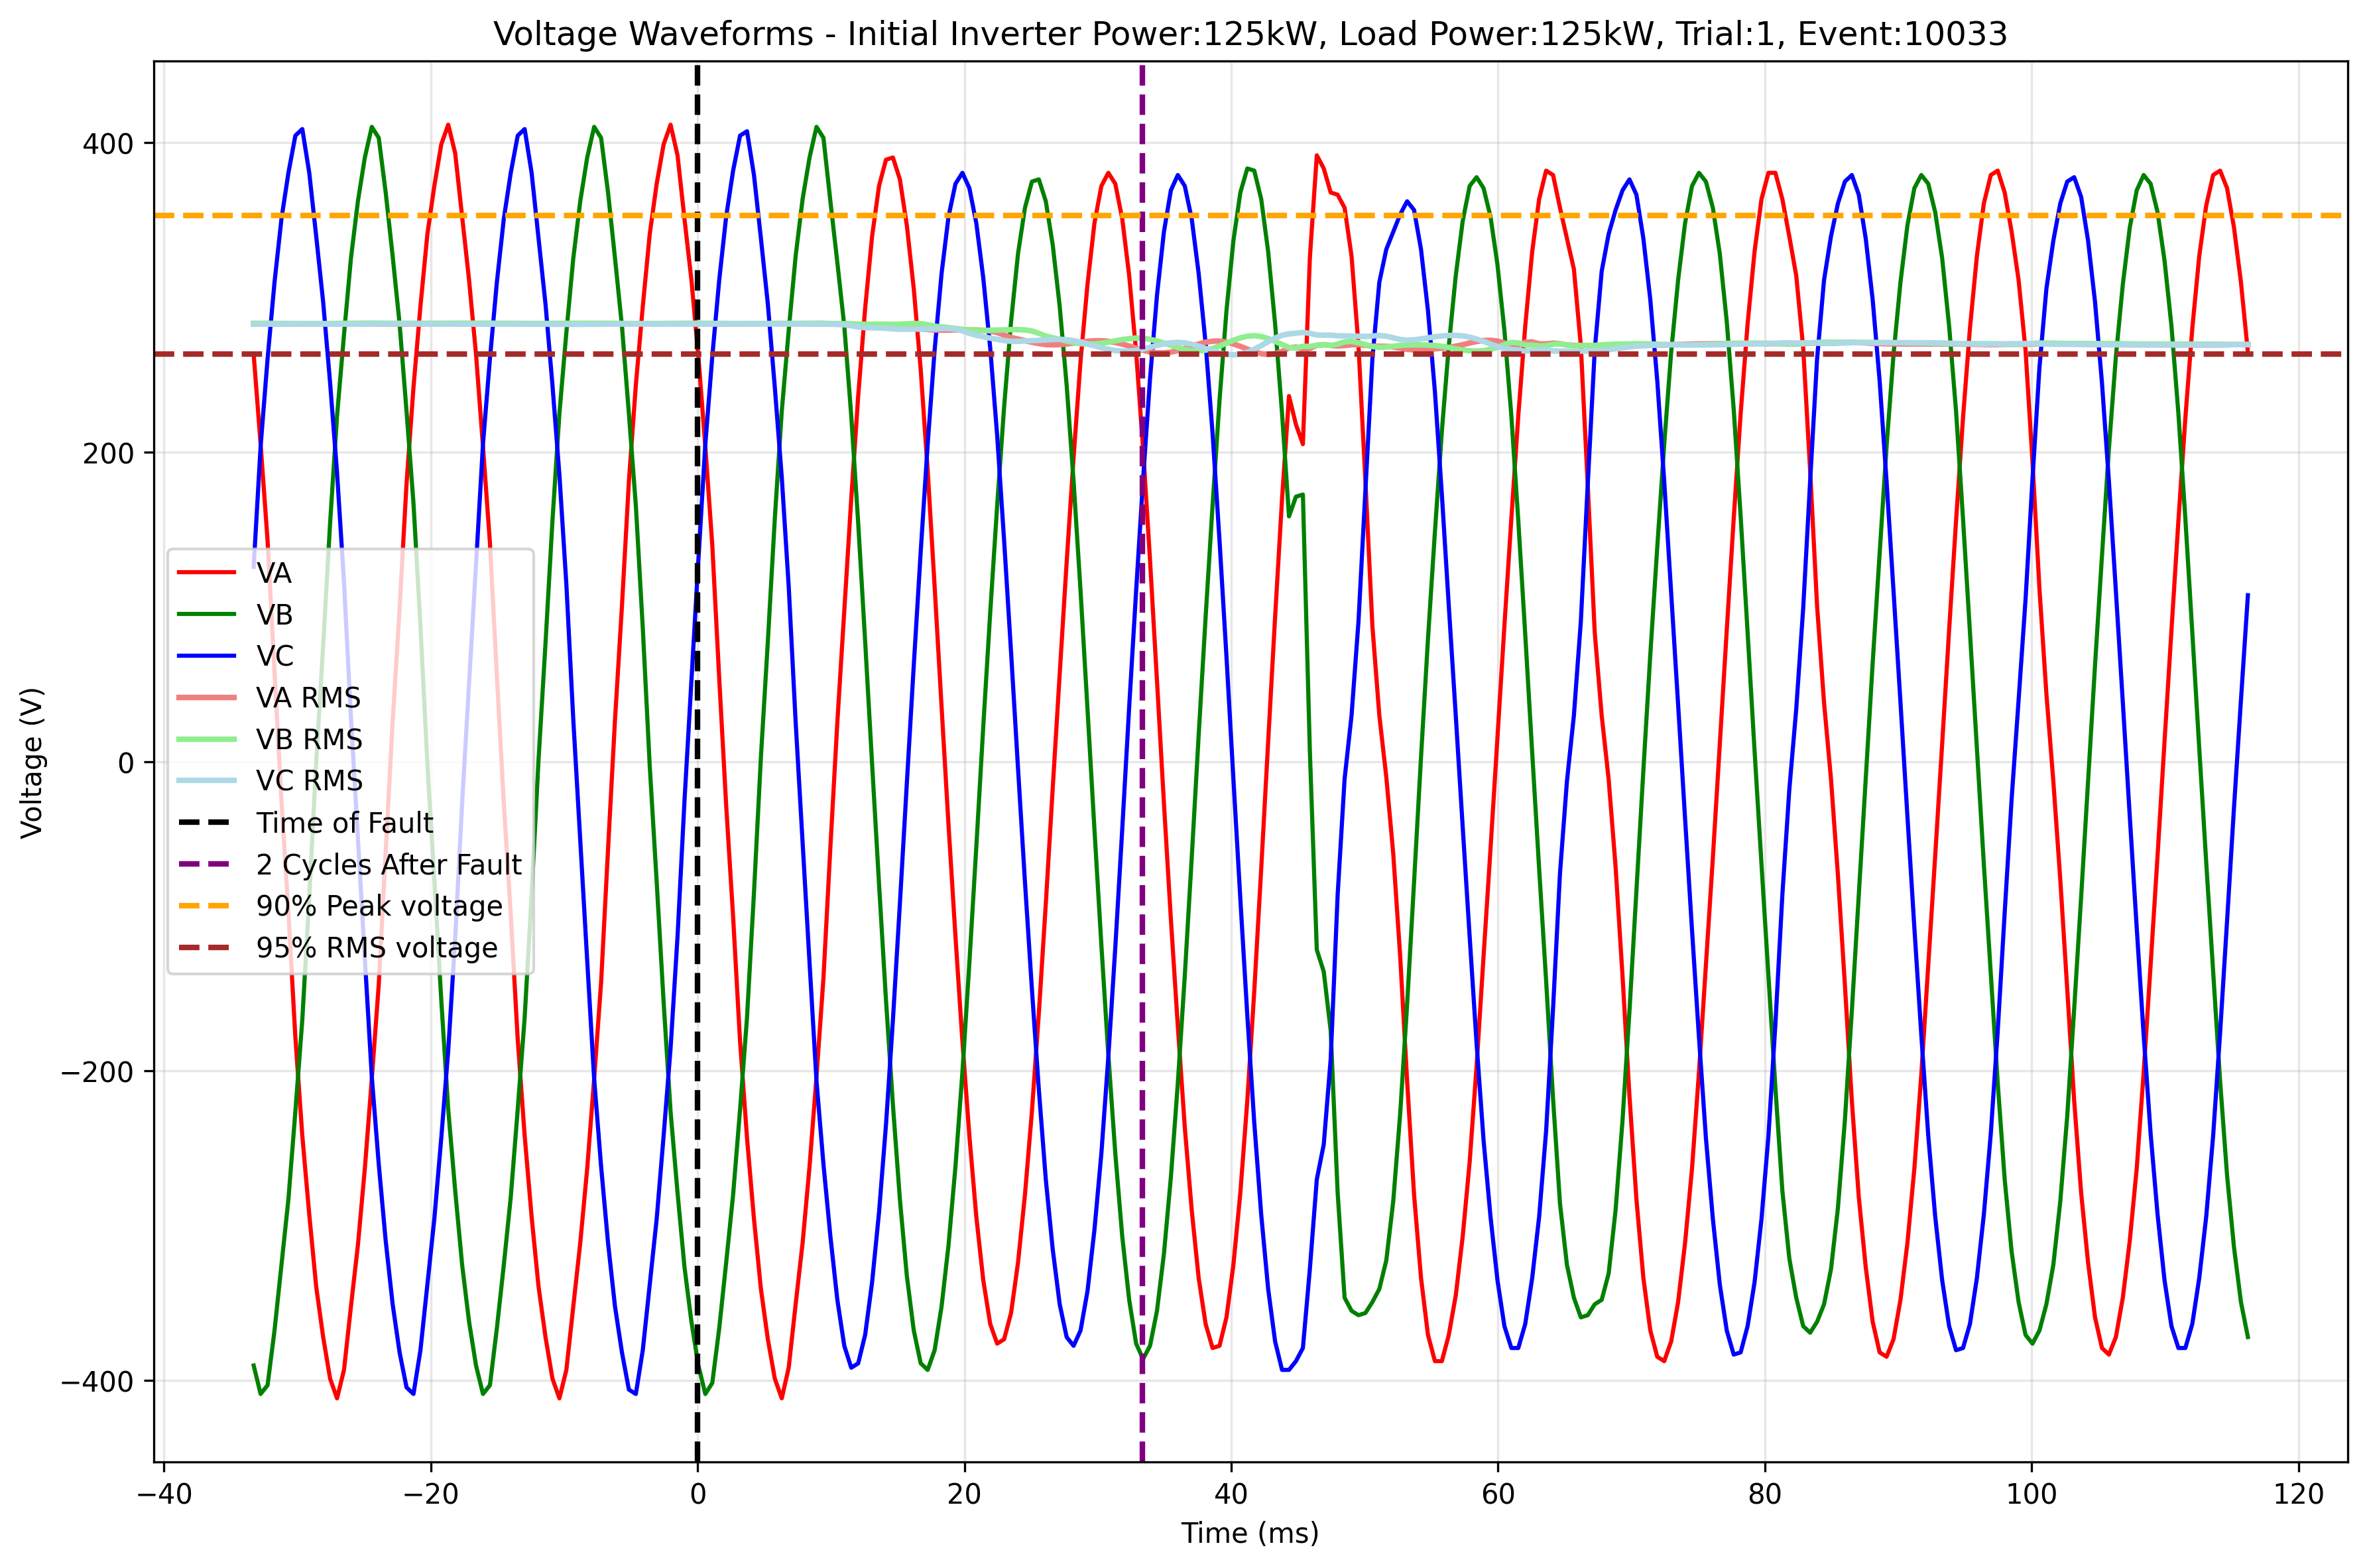 Voltage Waveforms - Initial Inverter Power:125kW, Load Power:125kW, Trial:1, Event:10033
Voltage (V)
400
200
0
−200
−400
VA
VB
VC
VA RMS
VB RMS
VC RMS
Time of Fault
2 Cycles After Fault
90% Peak voltage
95% RMS voltage
−40
−20
0
20
40
60
80
100
120
Time (ms)